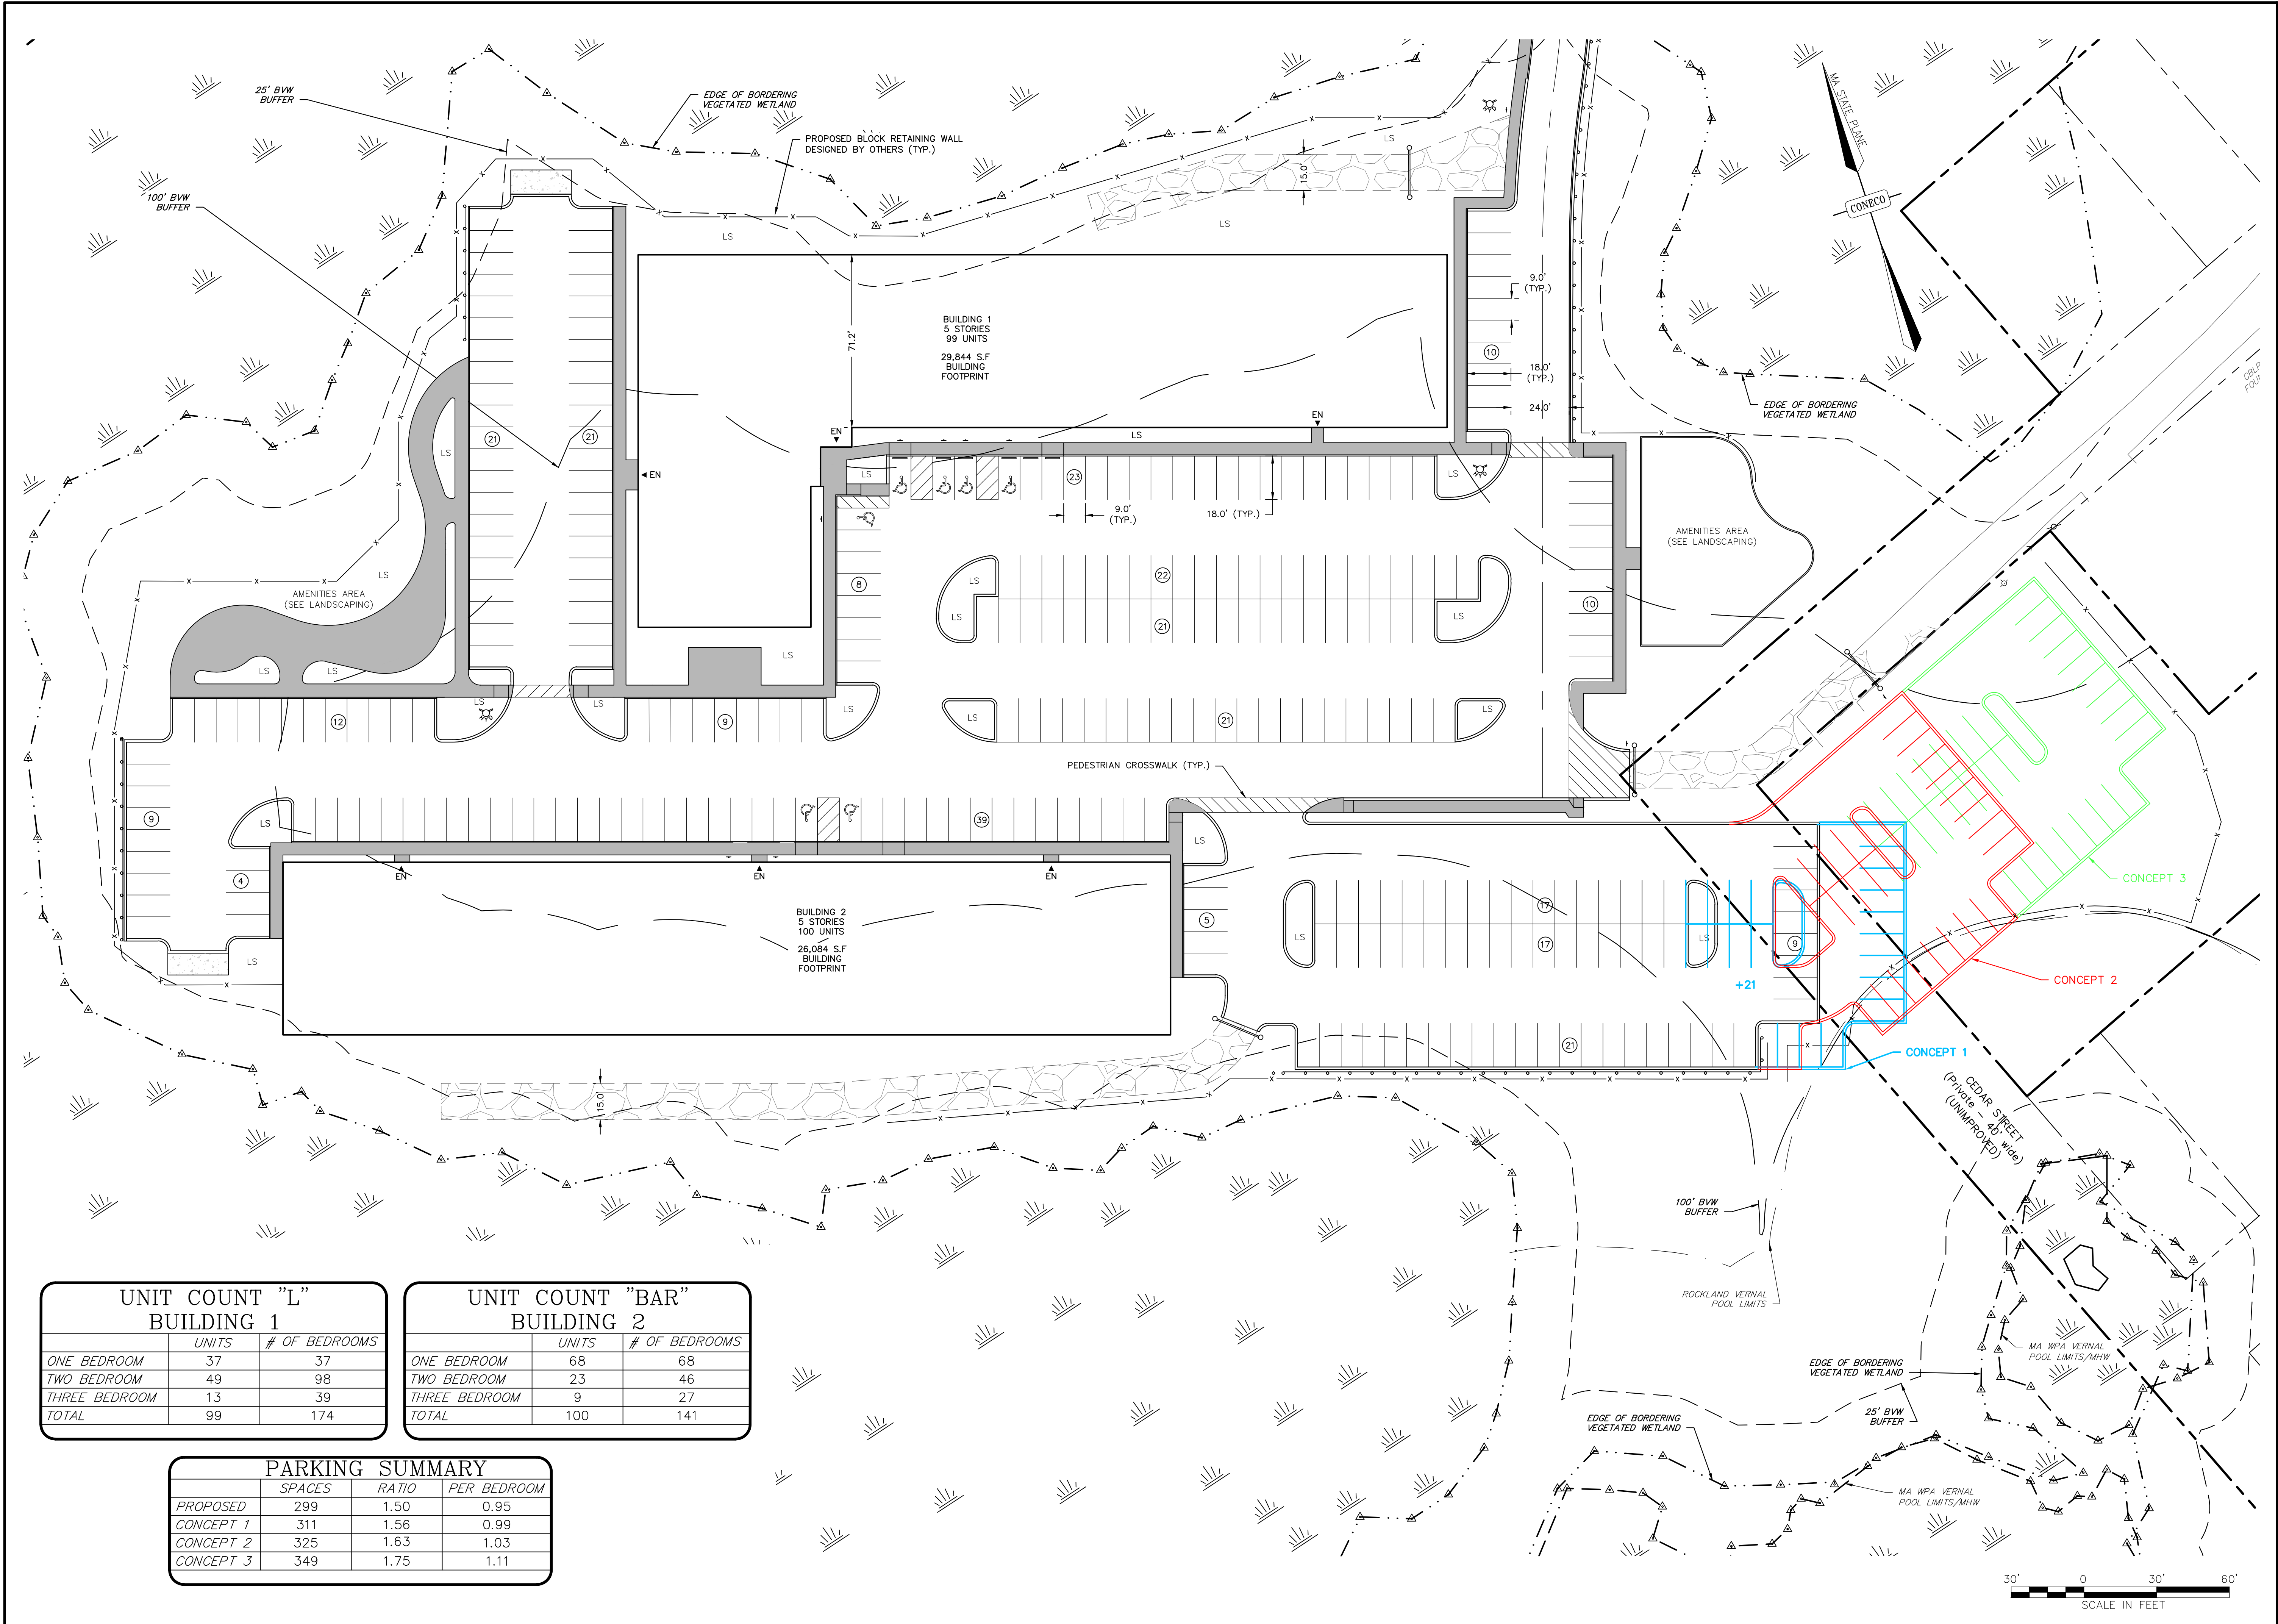 25' BVW
BUFFER
EDGE OF BORDERING
VEGETATED WETLAND
PROPOSED BLOCK RETAINING WALL
DESIGNED BY OTHERS (TYP.)
LS
15.0'
MA STATE PLANE
CONECO
100' BVW
BUFFER
LS
LS
9.0'
(TYP.)
BUILDING 1
5 STORIES
99 UNITS
29,844 S.F
BUILDING
FOOTPRINT
71.2'
10
18.0'
(TYP.)
24.0'
EDGE OF BORDERING
VEGETATED WETLAND
EN
EN
LS
21
21
LS
EN
LS
23
LS
9.0'
(TYP.)
18.0' (TYP.)
AMENITIES AREA
(SEE LANDSCAPING)
LS
AMENITIES AREA
(SEE LANDSCAPING)
8
LS
22
10
LS
21
LS
LS
LS
LS
LS
LS
LS
12
9
LS
LS
21
LS
PEDESTRIAN CROSSWALK (TYP.)
9
LS
39
LS
EN
EN
EN
4
CONCEPT 3
BUILDING 2
5 STORIES
100 UNITS
26,084 S.F
BUILDING
FOOTPRINT
5
17
LS
17
LS
9
LS
+21
CONCEPT 2
21
CONCEPT 1
15.0'
CEDAR STREET
(Private - 40' wide)
(UNIMPROVED)
100' BVW
BUFFER
ROCKLAND VERNAL
POOL LIMITS
MA WPA VERNAL
POOL LIMITS/MHW
EDGE OF BORDERING
VEGETATED WETLAND
25' BVW
BUFFER
EDGE OF BORDERING
VEGETATED WETLAND
MA WPA VERNAL
POOL LIMITS/MHW
UNIT COUNT "L"
BUILDING 1
UNITS # OF BEDROOMS
ONE BEDROOM 37 37
TWO BEDROOM 49 98
THREE BEDROOM 13 39
TOTAL 99 174
UNIT COUNT "BAR"
BUILDING 2
UNITS # OF BEDROOMS
ONE BEDROOM 68 68
TWO BEDROOM 23 46
THREE BEDROOM 9 27
TOTAL 100 141
PARKING SUMMARY
SPACES RATIO PER BEDROOM
PROPOSED 299 1.50 0.95
CONCEPT 1 311 1.56 0.99
CONCEPT 2 325 1.63 1.03
CONCEPT 3 349 1.75 1.11
30' 0 30' 60'
SCALE IN FEET